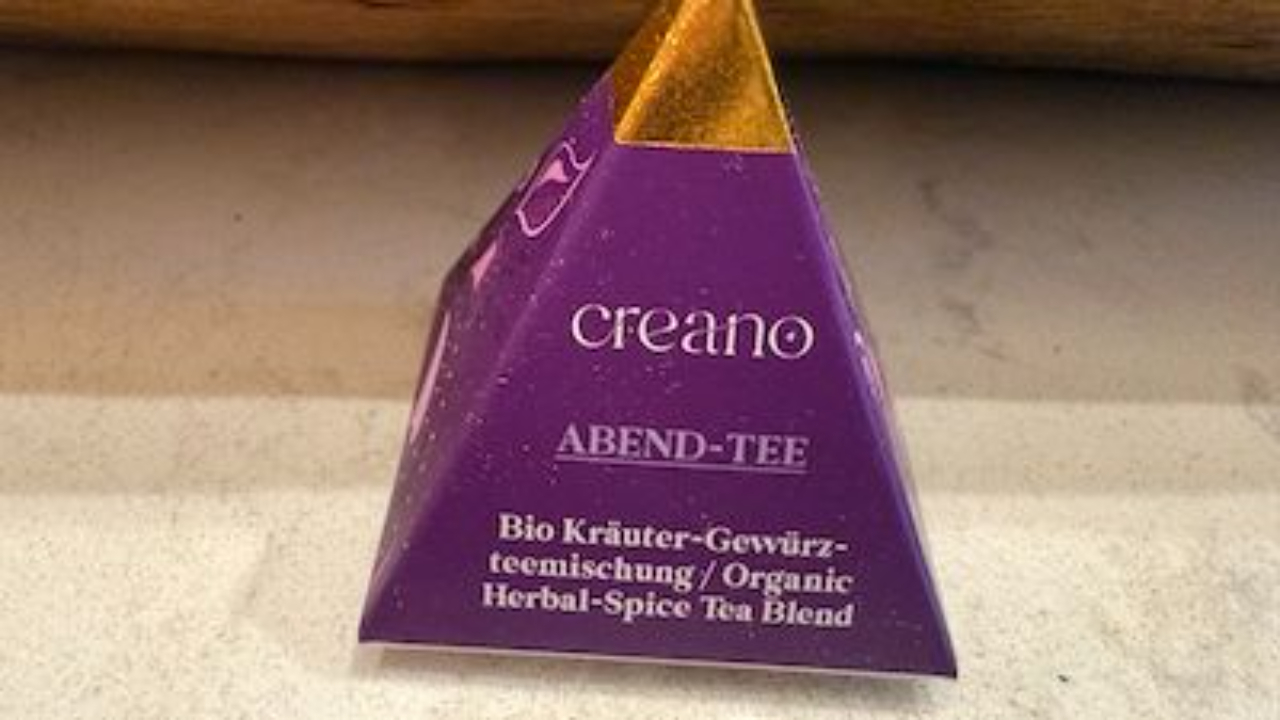 creano
ABEND-TEE
Bio Kräuter-Gewürz-
teemischung / Organic
Herbal-Spice Tea Blend